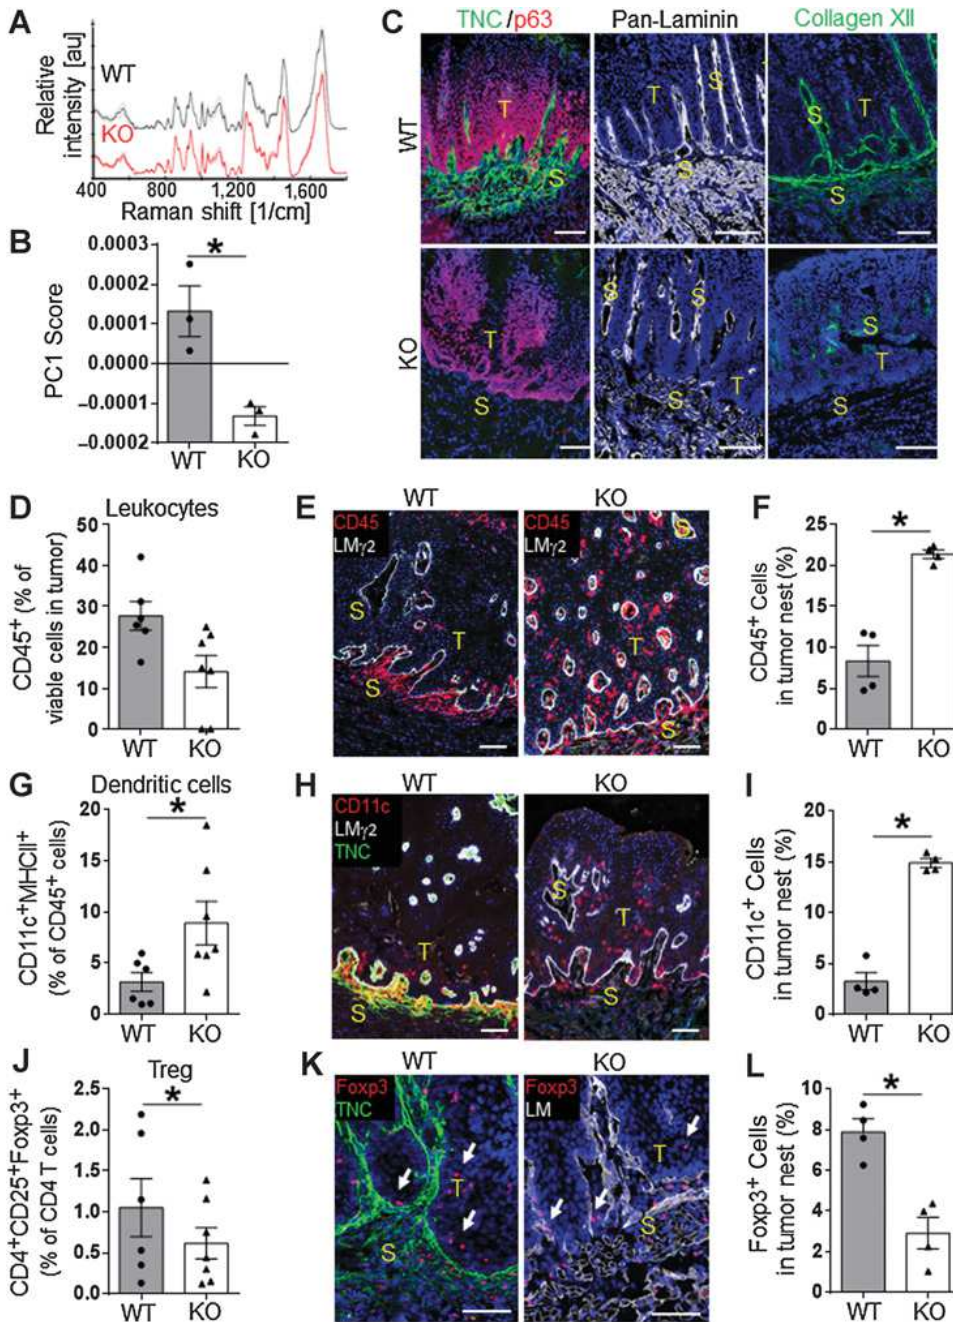 A
Relative
intensity [au]
WT
KO
400 800 1,200 1,600
Raman shift [1/cm]
B
*
PC1 Score
0.0003
0.0002
0.0001
0.0000
−0.0001
−0.0002
WT KO
C
TNC/p63 Pan-Laminin Collagen XII
WT
T
S
T
S
S
S
T
S
KO
T
S
S
S
S
T
S
T
S
D
Leukocytes
CD45+ (% of
viable cells in tumor)
50
40
30
20
10
0
WT KO
E
WT KO
CD45
LMγ2
S
T
S
CD45
LMγ2
S
T
S
F
*
CD45+ Cells
in tumor nest (%)
25
20
15
10
5
0
WT KO
G
Dendritic cells
*
CD11c+MHCII+
(% of CD45+ cells)
20
15
10
5
0
WT KO
H
WT KO
CD11c
LMγ2
TNC
T
S
S
T
S
I
*
CD11c+ Cells
in tumor nest (%)
20
15
10
5
0
WT KO
J
Treg
*
CD4+CD25+Foxp3+
(% of CD4 T cells)
2.5
2.0
1.5
1.0
0.5
0.0
WT KO
K
WT KO
Foxp3
TNC
T
S
Foxp3
LM
T
S
L
*
Foxp3+ Cells
in tumor nest (%)
10
8
6
4
2
0
WT KO